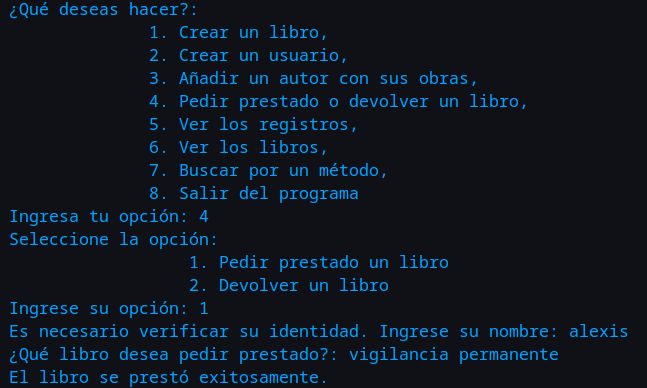 ¿Qué deseas hacer?:
1. Crear un libro,
2. Crear un usuario,
3. Añadir un autor con sus obras,
4. Pedir prestado o devolver un libro,
5. Ver los registros,
6. Ver los libros,
7. Buscar por un método,
8. Salir del programa
Ingresa tu opción: 4
Seleccione la opción:
1. Pedir prestado un libro
2. Devolver un libro
Ingrese su opción: 1
Es necesario verificar su identidad. Ingrese su nombre: alexis
¿Qué libro desea pedir prestado?: vigilancia permanente
El libro se prestó exitosamente.